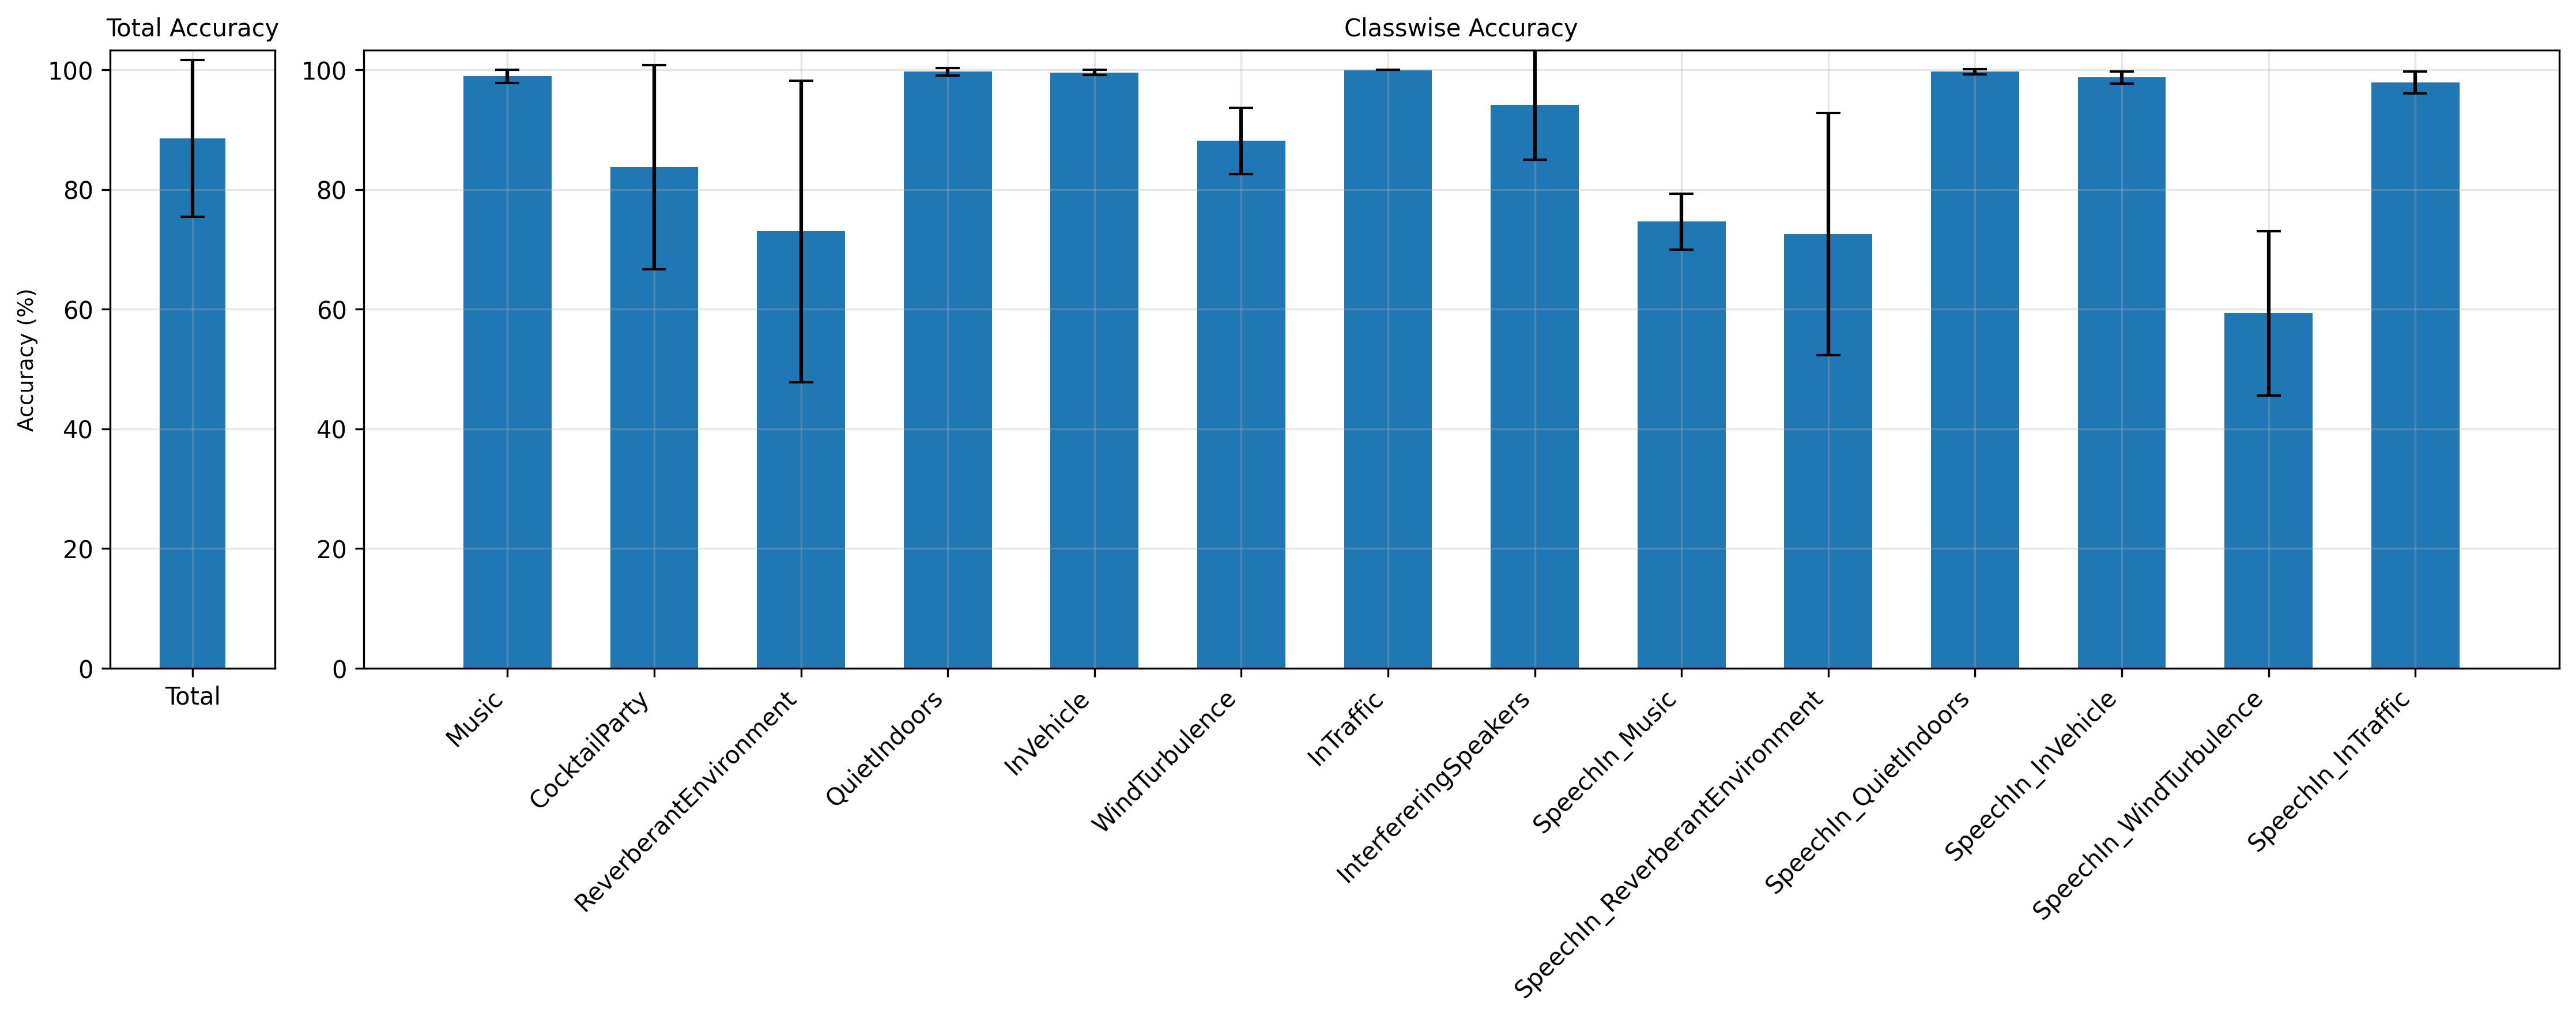 Total Accuracy
Classwise Accuracy
Accuracy (%)
100
80
60
40
20
0
Total
100
80
60
40
20
0
Music
CocktailParty
ReverberantEnvironment
QuietIndoors
InVehicle
WindTurbulence
InTraffic
InterferingSpeakers
SpeechIn_Music
SpeechIn_ReverberantEnvironment
SpeechIn_QuietIndoors
SpeechIn_InVehicle
SpeechIn_WindTurbulence
SpeechIn_InTraffic